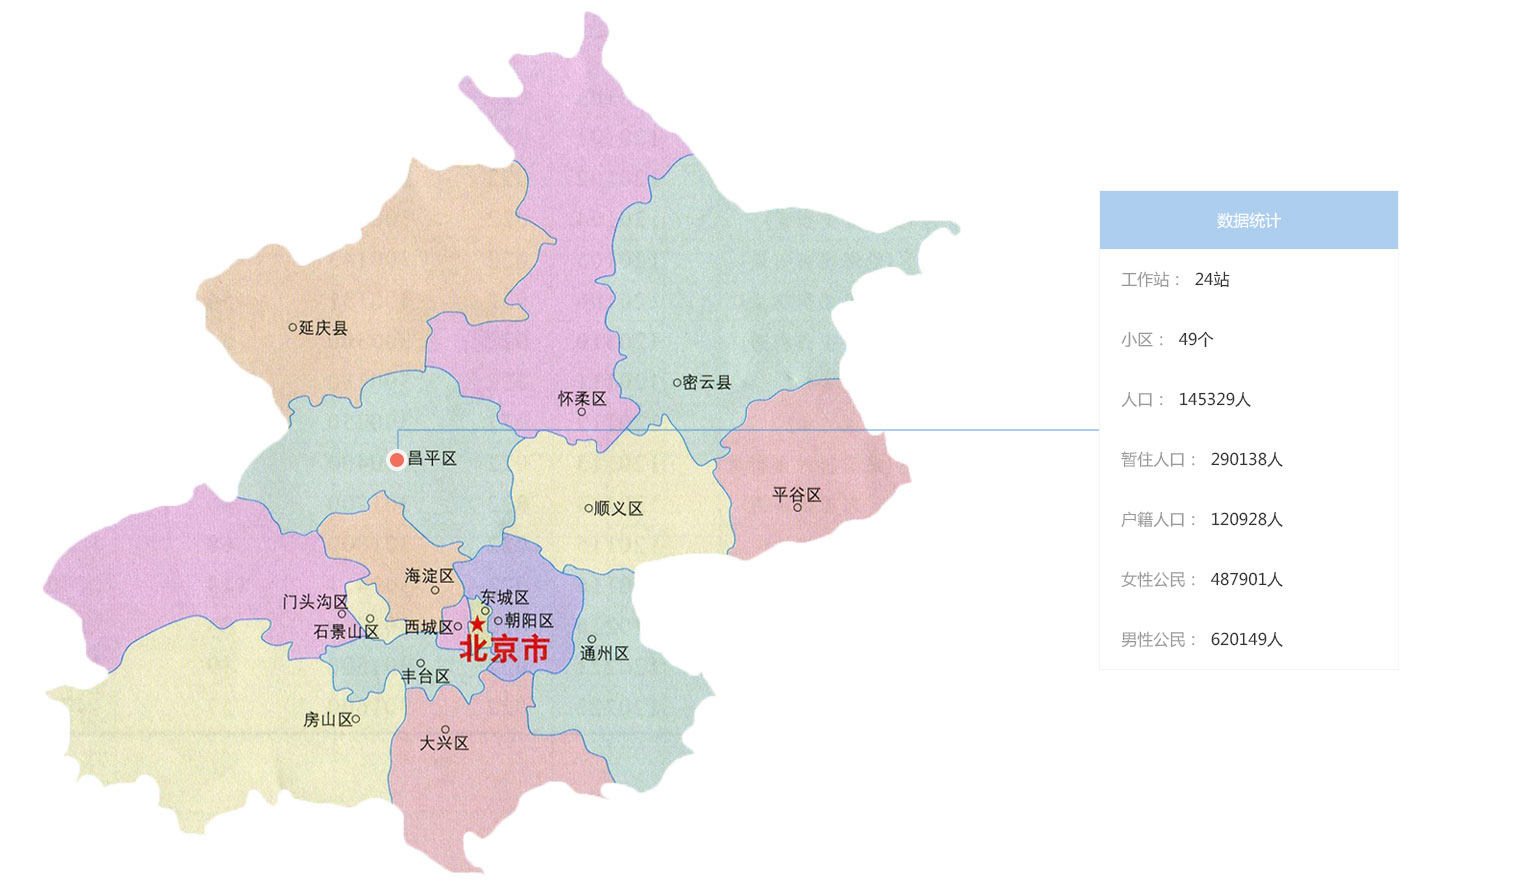 延庆县
密云县
怀柔区
昌平区
平谷区
顺义区
海淀区
东城区
门头沟区
朝阳区
石景山区
西城区
北京市
通州区
丰台区
房山区
大兴区
数据统计
工作站： 24站
小区： 49个
人口： 145329人
暂住人口： 290138人
户籍人口： 120928人
女性公民： 487901人
男性公民： 620149人